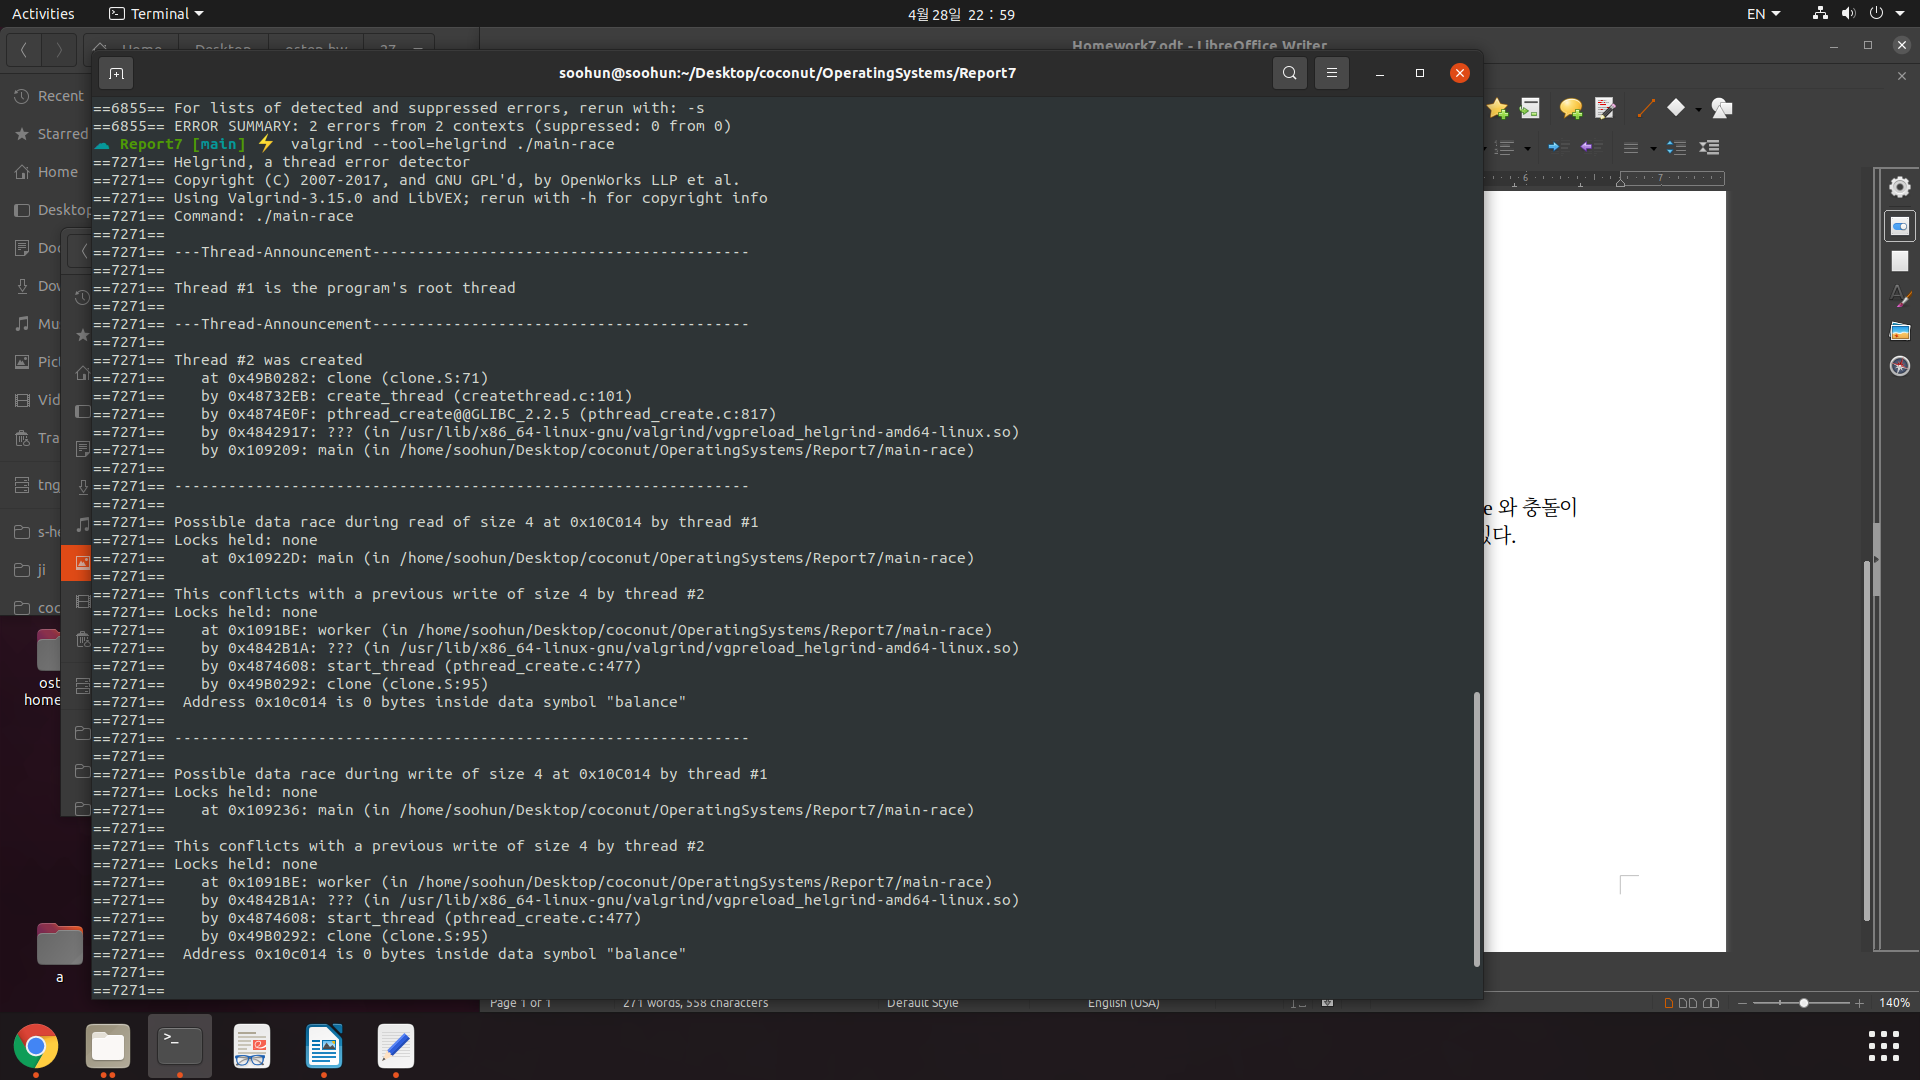 Activities
Terminal
4월 28일 22 : 59
EN
Homework7.odt - LibreOffice Writer
soohun@soohun:~/Desktop/coconut/OperatingSystems/Report7
==6855== For lists of detected and suppressed errors, rerun with: -s
==6855== ERROR SUMMARY: 2 errors from 2 contexts (suppressed: 0 from 0)
Report7 [main] ⚡ valgrind --tool=helgrind ./main-race
==7271== Helgrind, a thread error detector
==7271== Copyright (C) 2007-2017, and GNU GPL'd, by OpenWorks LLP et al.
==7271== Using Valgrind-3.15.0 and LibVEX; rerun with -h for copyright info
==7271== Command: ./main-race
==7271==
==7271== ---Thread-Announcement------------------------------------------
==7271==
==7271== Thread #1 is the program's root thread
==7271==
==7271== ---Thread-Announcement------------------------------------------
==7271==
==7271== Thread #2 was created
==7271==    at 0x49B0282: clone (clone.S:71)
==7271==    by 0x48732EB: create_thread (createthread.c:101)
==7271==    by 0x4874E0F: pthread_create@@GLIBC_2.2.5 (pthread_create.c:817)
==7271==    by 0x4842917: ??? (in /usr/lib/x86_64-linux-gnu/valgrind/vgpreload_helgrind-amd64-linux.so)
==7271==    by 0x109209: main (in /home/soohun/Desktop/coconut/OperatingSystems/Report7/main-race)
==7271==
==7271== ----------------------------------------------------------------
==7271==
==7271== Possible data race during read of size 4 at 0x10C014 by thread #1
==7271== Locks held: none
==7271==    at 0x10922D: main (in /home/soohun/Desktop/coconut/OperatingSystems/Report7/main-race)
==7271==
==7271== This conflicts with a previous write of size 4 by thread #2
==7271== Locks held: none
==7271==    at 0x1091BE: worker (in /home/soohun/Desktop/coconut/OperatingSystems/Report7/main-race)
==7271==    by 0x4842B1A: ??? (in /usr/lib/x86_64-linux-gnu/valgrind/vgpreload_helgrind-amd64-linux.so)
==7271==    by 0x4874608: start_thread (pthread_create.c:477)
==7271==    by 0x49B0292: clone (clone.S:95)
==7271==  Address 0x10c014 is 0 bytes inside data symbol "balance"
==7271==
==7271== ----------------------------------------------------------------
==7271==
==7271== Possible data race during write of size 4 at 0x10C014 by thread #1
==7271== Locks held: none
==7271==    at 0x109236: main (in /home/soohun/Desktop/coconut/OperatingSystems/Report7/main-race)
==7271==
==7271== This conflicts with a previous write of size 4 by thread #2
==7271== Locks held: none
==7271==    at 0x1091BE: worker (in /home/soohun/Desktop/coconut/OperatingSystems/Report7/main-race)
==7271==    by 0x4842B1A: ??? (in /usr/lib/x86_64-linux-gnu/valgrind/vgpreload_helgrind-amd64-linux.so)
==7271==    by 0x4874608: start_thread (pthread_create.c:477)
==7271==    by 0x49B0292: clone (clone.S:95)
==7271==  Address 0x10c014 is 0 bytes inside data symbol "balance"
==7271==
==7271==
Recent
Starred
Home
Desktop
Doc
Dov
Mu
Pict
Vid
Tra
tng
s-he
ji
coc
ost
home
a
6
7
e 와 충돌이
있다.
Page 1 of 1
271 words, 558 characters
Default Style
English (USA)
140%